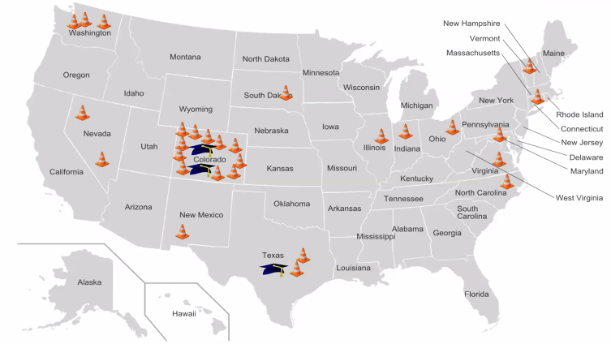 New Hampshire
Vermont
Massachusetts
Maine
Washington
Montana
North Dakota
Minnesota
Oregon
Idaho
South Dakota
Wisconsin
Michigan
New York
Wyoming
Rhode Island
Connecticut
New Jersey
Delaware
Maryland
West Virginia
Nevada
Utah
Colorado
Nebraska
Iowa
Illinois
Indiana
Ohio
Pennsylvania
California
Kansas
Missouri
Kentucky
Virginia
Arizona
New Mexico
Oklahoma
Arkansas
Tennessee
North Carolina
South
Carolina
Texas
Louisiana
Mississippi
Alabama
Georgia
Florida
Alaska
Hawaii